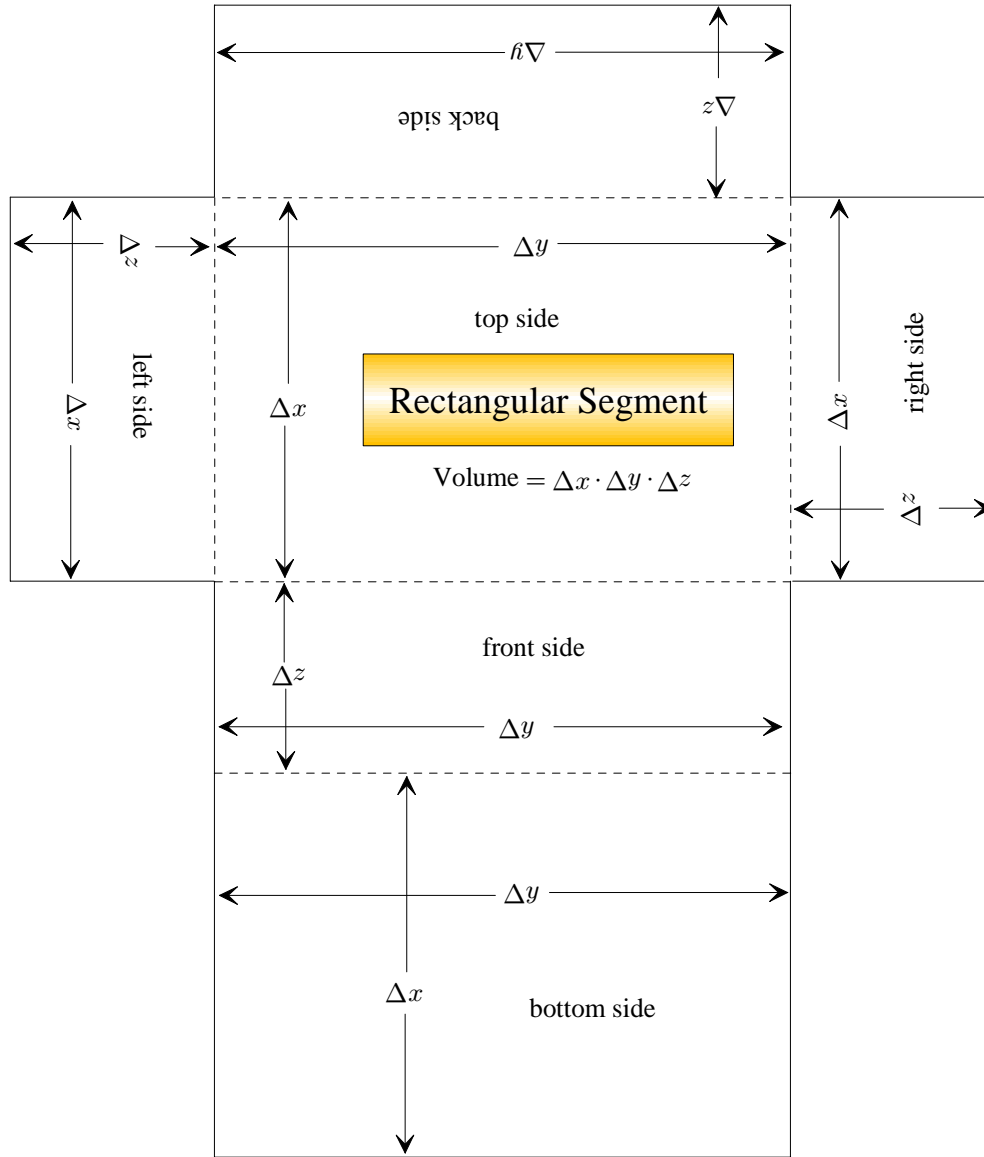 Δy
Δz
back side
Δz
Δy
Δx
Δx
Δx
top side
left side
right side
Rectangular Segment
Volume = Δx · Δy · Δz
Δz
front side
Δz
Δy
Δy
Δx
bottom side